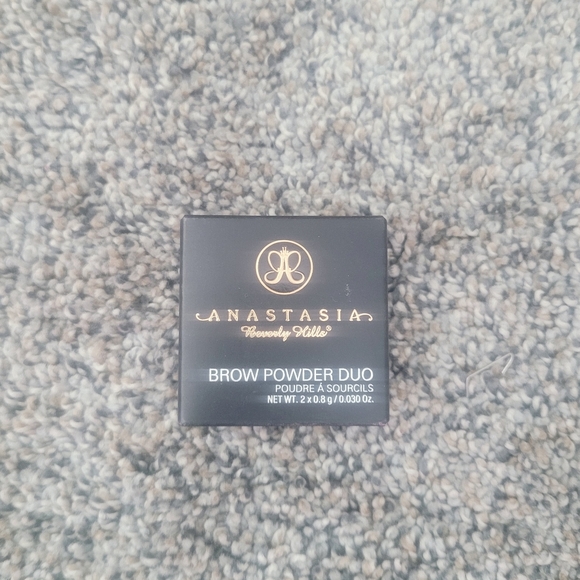 ANASTASIA
Beverly Hills®
BROW POWDER DUO
POUDRE Á SOURCILS
NET WT. 2 x 0.8 g / 0.030 Oz.